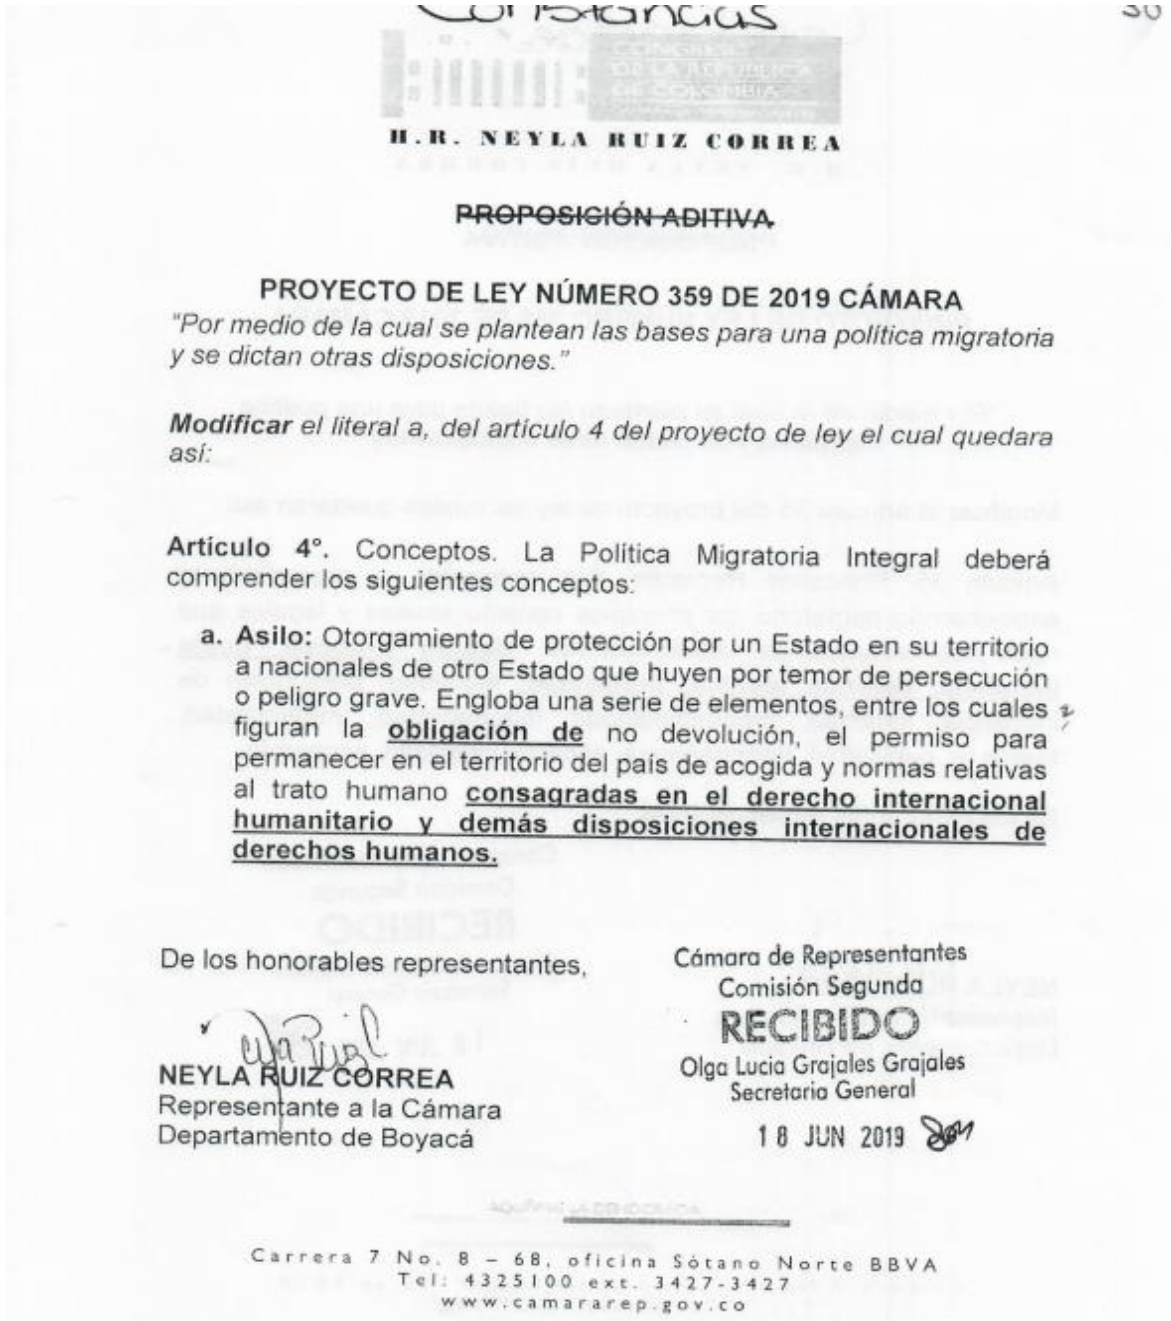 Constancias
30
CONGRESO
DE LA REPÚBLICA
DE COLOMBIA
H.R. NEYLA RUIZ CORREA
PROPOSICIÓN ADITIVA
PROYECTO DE LEY NÚMERO 359 DE 2019 CÁMARA
"Por medio de la cual se plantean las bases para una política migratoria
y se dictan otras disposiciones."
Modificar el literal a, del artículo 4 del proyecto de ley el cual quedara
así:
Artículo 4°. Conceptos. La Política Migratoria Integral deberá
comprender los siguientes conceptos:
a. Asilo: Otorgamiento de protección por un Estado en su territorio
a nacionales de otro Estado que huyen por temor de persecución
o peligro grave. Engloba una serie de elementos, entre los cuales
figuran la obligación de no devolución, el permiso para
permanecer en el territorio del país de acogida y normas relativas
al trato humano consagradas en el derecho internacional
humanitario y demás disposiciones internacionales de
derechos humanos.
De los honorables representantes,
NEYLA RUIZ CORREA
Representante a la Cámara
Departamento de Boyacá
Cámara de Representantes
Comisión Segunda
RECIBIDO
Olga Lucia Grajales Grajales
Secretaria General
18 JUN 2019
Carrera 7 No. 8 – 68, oficina Sótano Norte BBVA
Tel: 4325100 ext. 3427-3427
www.camararep.gov.co